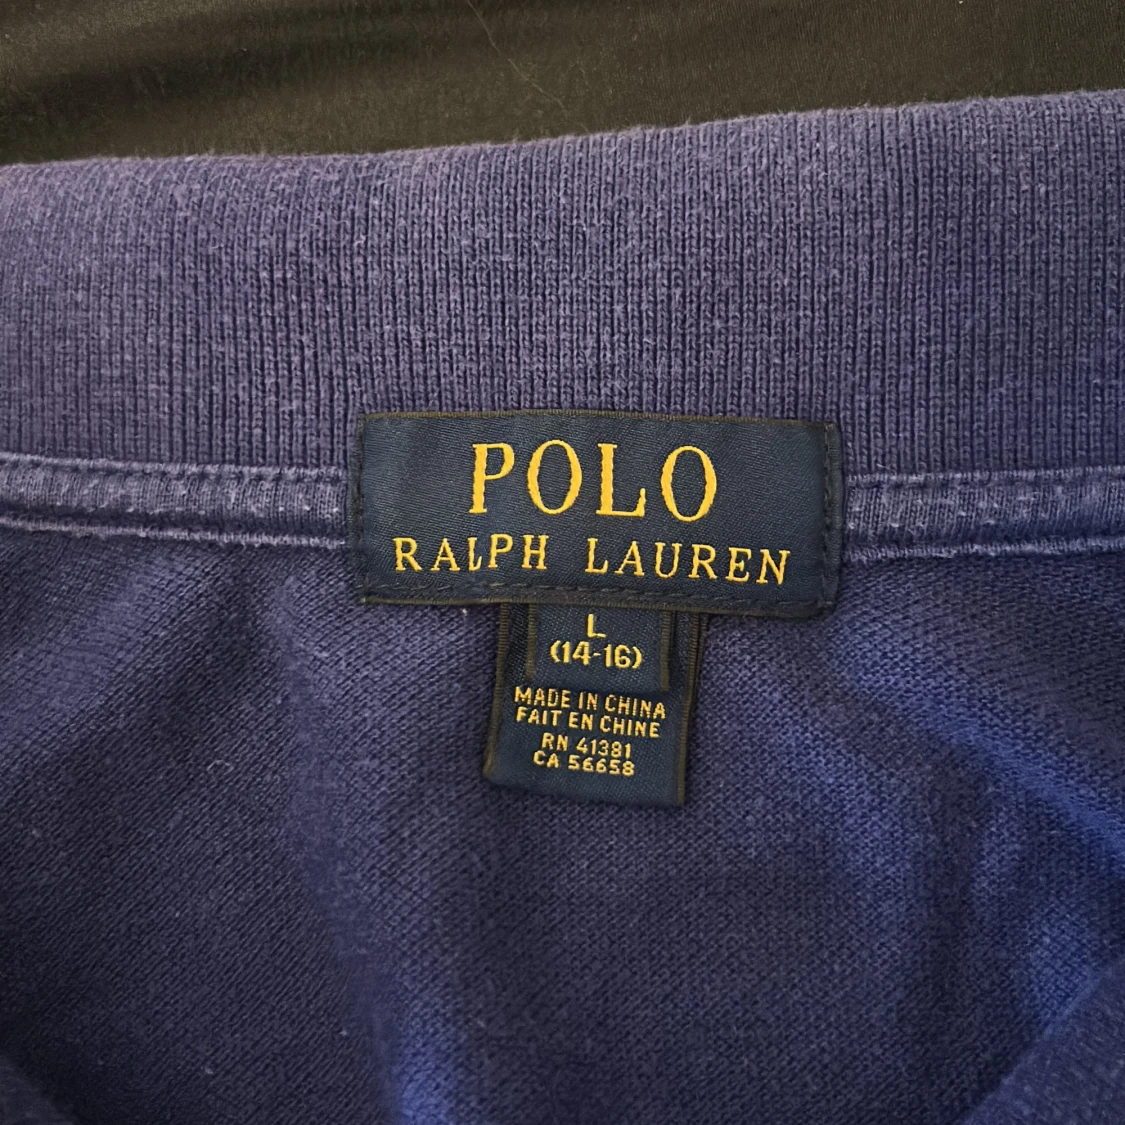 POLO
RALPH LAUREN
L
(14-16)
MADE IN CHINA
FAIT EN CHINE
RN 41381
CA 56658